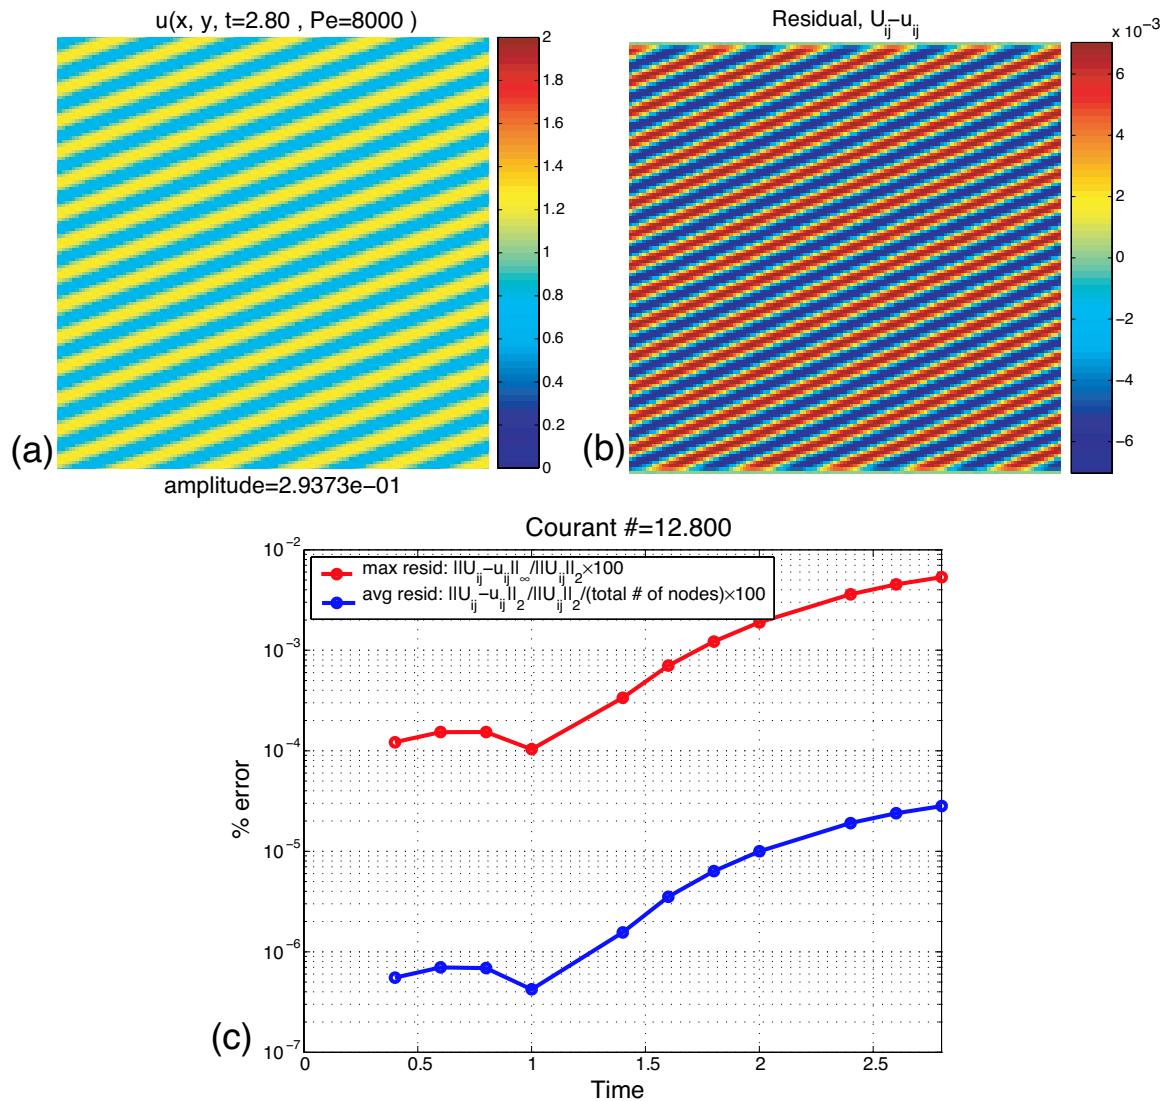 u(x, y, t=2.80 , Pe=8000 )
2
1.8
1.6
1.4
1.2
1
0.8
0.6
0.4
0.2
0
(a)
amplitude=2.9373e−01
Residual, U_ij−u_ij
x 10^−3
6
4
2
0
−2
−4
−6
(b)
Courant #=12.800
max resid: ||U_ij−u_ij||_∞/||U_ij||_2×100
avg resid: ||U_ij−u_ij||_2/||U_ij||_2/(total # of nodes)×100
10^−2
10^−3
10^−4
10^−5
10^−6
10^−7
% error
0 0.5 1 1.5 2 2.5
Time
(c)